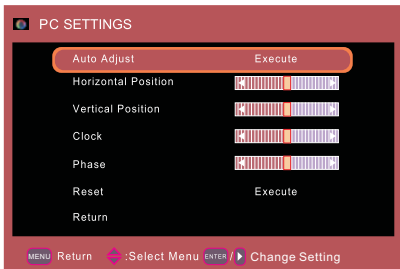 PC SETTINGS
Auto Adjust Execute
Horizontal Position
Vertical Position
Clock
Phase
Reset Execute
Return
MENU Return :Select Menu ENTER / Change Setting